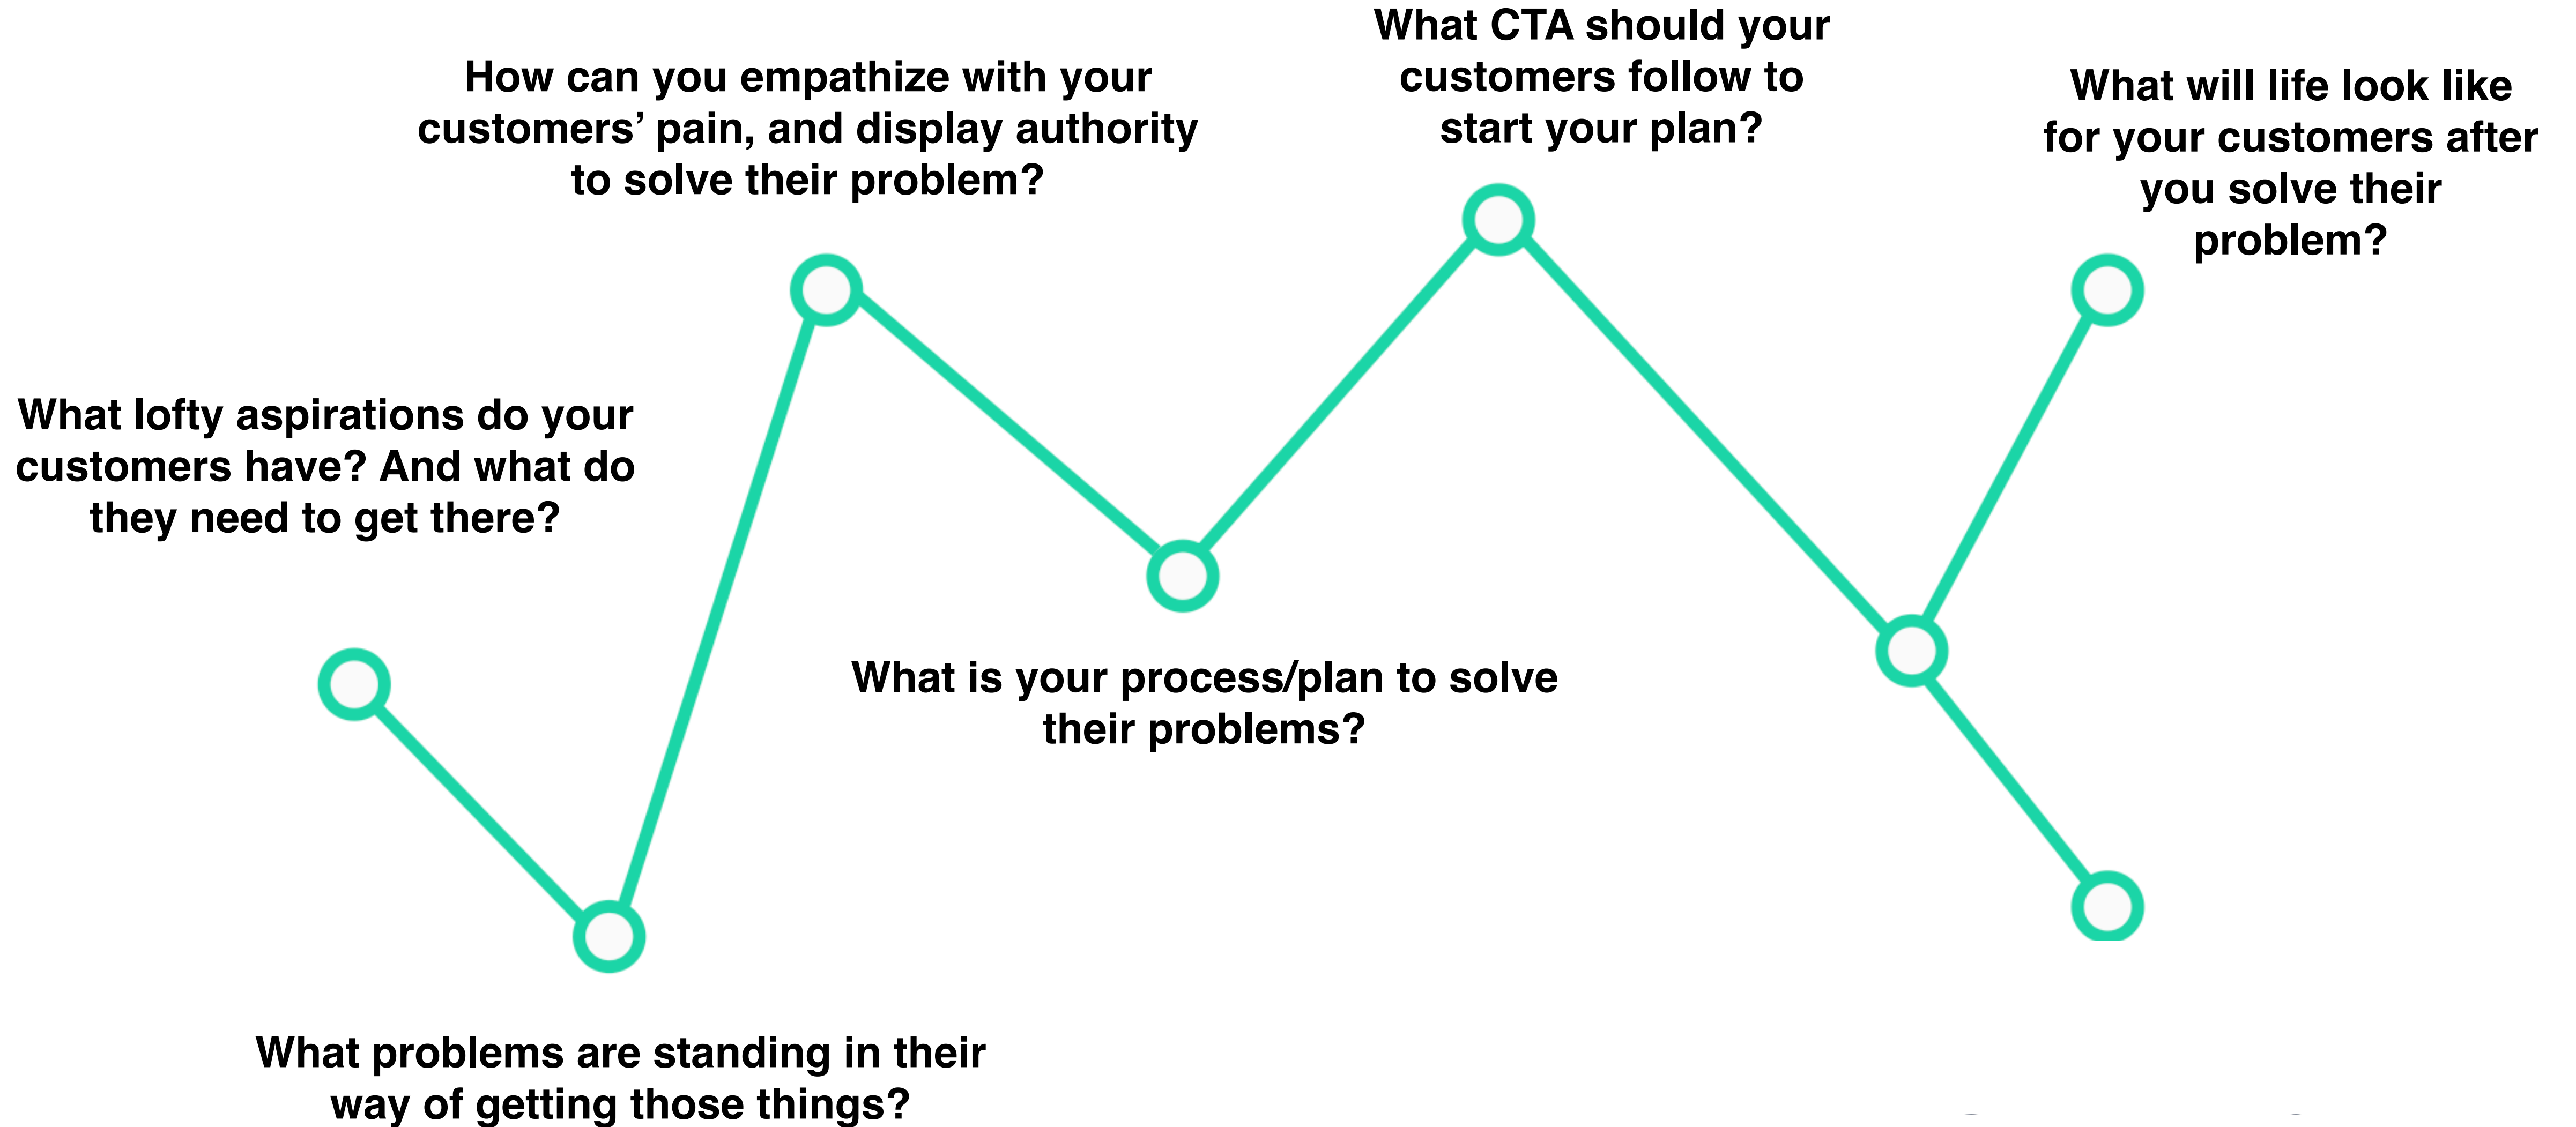 What CTA should your
customers follow to
start your plan?
How can you empathize with your
customers’ pain, and display authority
to solve their problem?
What will life look like
for your customers after
you solve their
problem?
What lofty aspirations do your
customers have? And what do
they need to get there?
What is your process/plan to solve
their problems?
What problems are standing in their
way of getting those things?